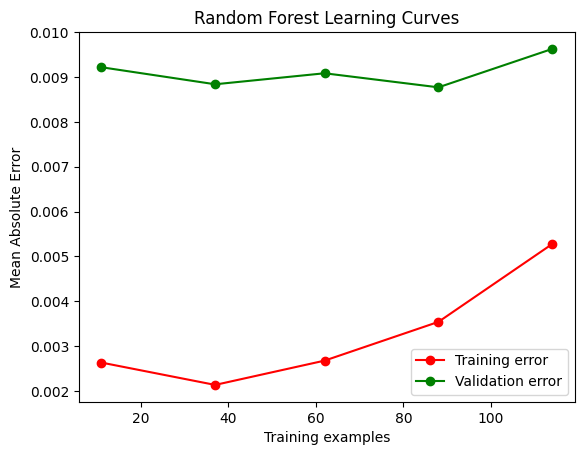 Random Forest Learning Curves
Mean Absolute Error
0.010
0.009
0.008
0.007
0.006
0.005
0.004
0.003
0.002
20 40 60 80 100
Training examples
Training error
Validation error